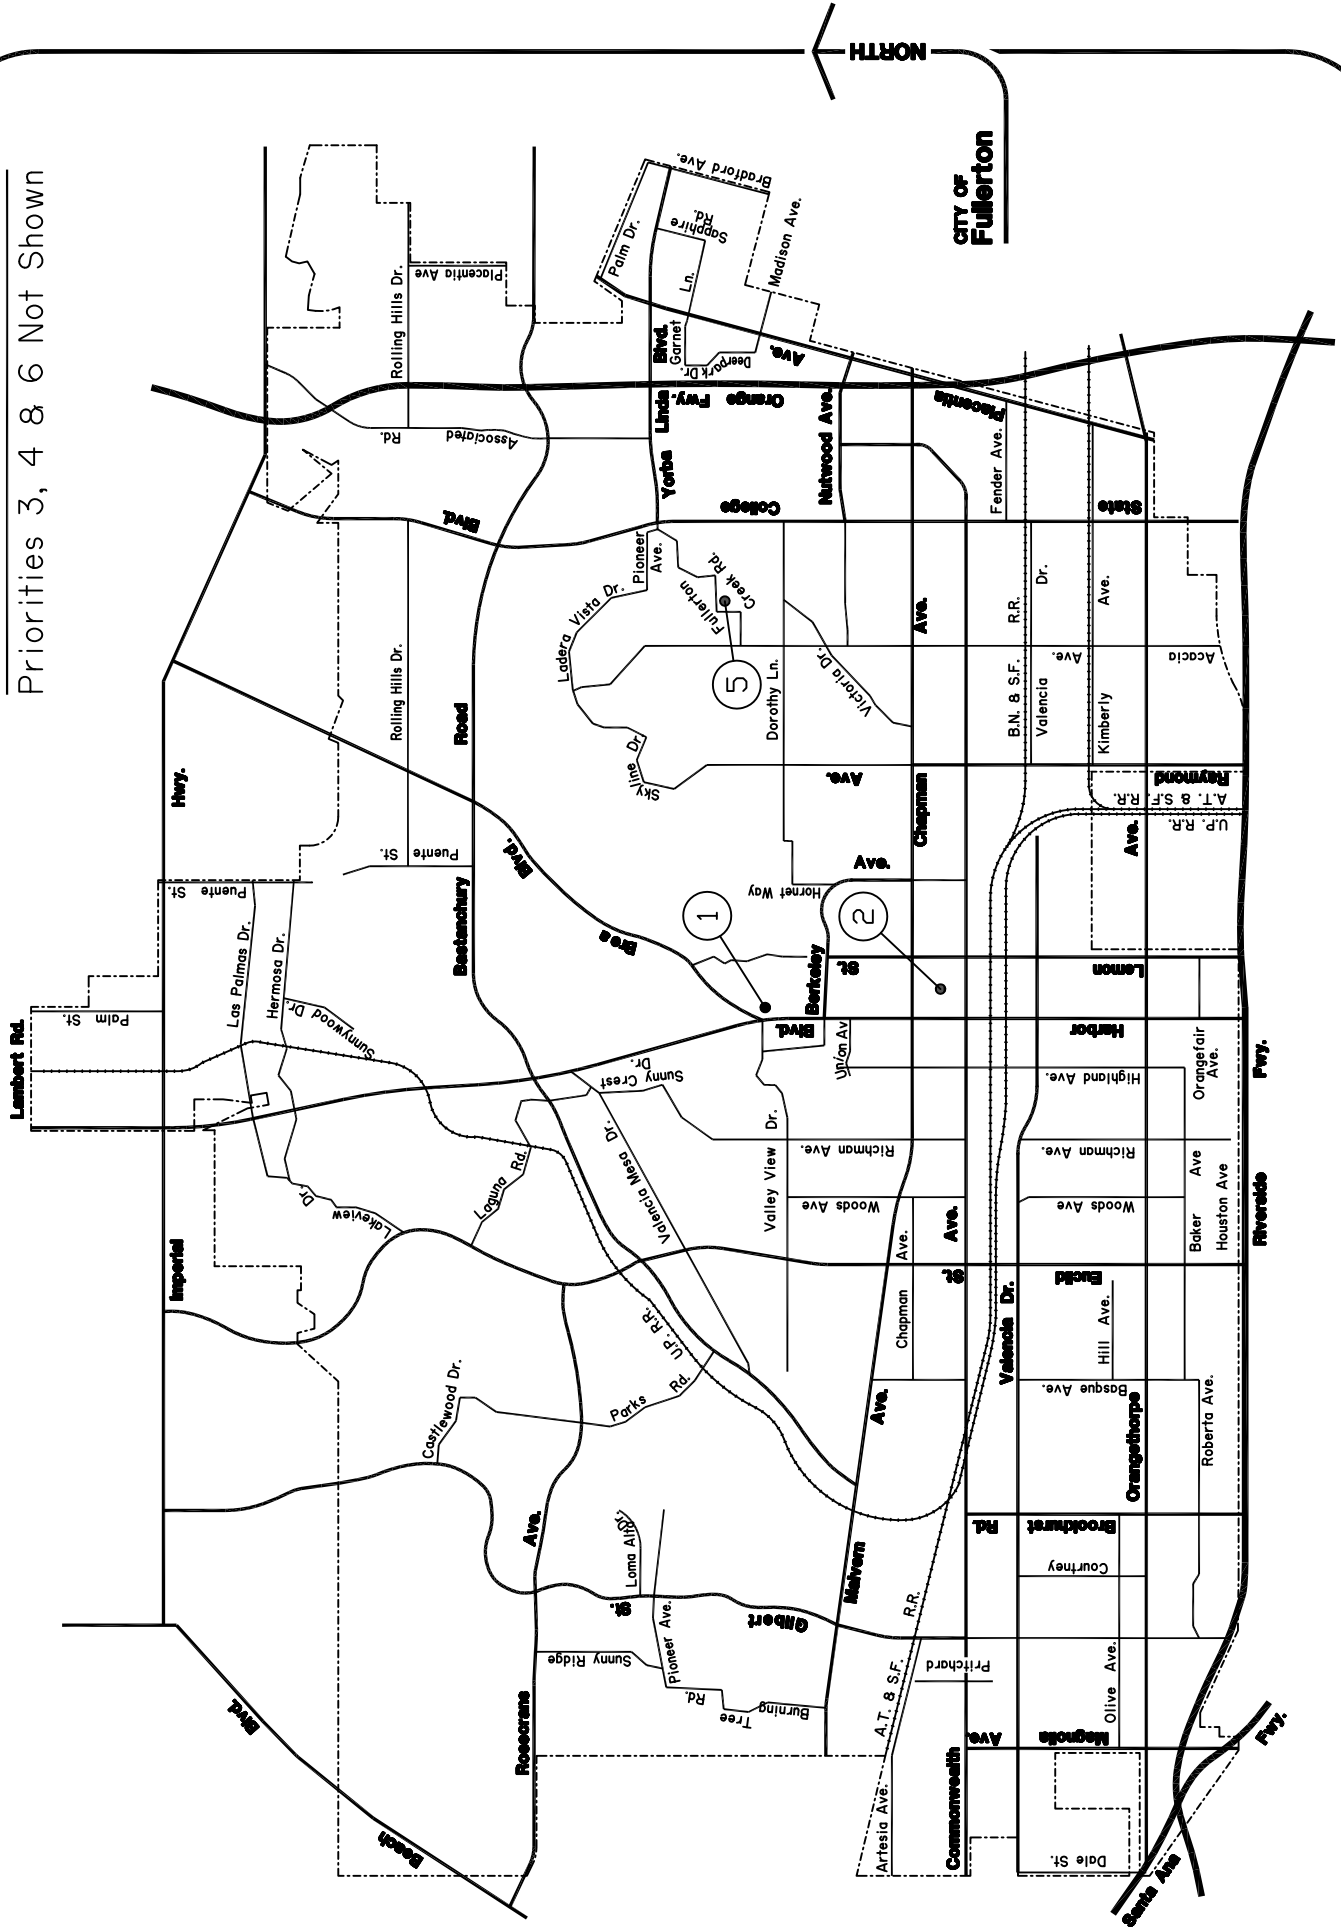 Priorities 3, 4 & 6 Not Shown
NORTH
CITY OF
Fullerton
Lambert Rd.
Palm St.
Puente St.
Las Palmas Dr.
Hermosa Dr.
Sunnywood Dr.
Imperial
Hwy.
Rolling Hills Dr.
Placentia Ave
Rolling Hills Dr.
Associated
Rd.
Puente St.
Bastanchury
Road
Blvd.
Brea
Blvd.
Lakeview
Dr.
Laguna Rd.
Castlewood Dr.
Parks
Rd.
U.P. R.R.
Valencia Mesa Dr.
Sunny Crest
Dr.
Ladera Vista Dr.
Pioneer
Ave.
Skyline Dr
Fullerton
Creek Rd.
5
Yorba
Linda
Blvd.
Palm Dr.
Bradford Ave.
Sapphire
Rd.
Garnet
Ln.
Madison Ave.
Deerpark Dr.
Orange
Fwy.
Placentia
Ave.
College
Nutwood Ave.
Dorothy Ln.
Victoria Dr.
Hornet Way
Berkeley
Ave.
1
2
Blvd.
Union Av
Valley View
Dr.
Richman Ave.
Woods Ave
Chapman
Ave.
Raymond
Ave.
Lemon
St.
Harbor
Highland Ave.
Richman Ave.
Woods Ave
Chapman
Ave.
Euclid
St.
Malvern
Ave.
Commonwealth
Ave.
Fender Ave.
State
B.N. & S.F.
R.R.
Valencia
Dr.
Kimberly
Ave.
Acacia
Ave.
A.T. & S.F. R.R.
U.P. R.R.
Valencia
Dr.
Hill Ave.
Basque Ave.
Orangethorpe
Ave.
Roberta Ave.
Baker
Ave
Houston Ave
Orangefair
Ave.
Riverside
Fwy.
Brookhurst
Rd.
Courtney
Gilbert
St.
Loma Alta
Dr.
Pioneer Ave.
Sunny Ridge
Burning
Tree
Rd.
Rosecrans
Ave.
Beach
Blvd.
A.T. & S.F.
R.R.
Pritchard
Artesia Ave.
Magnolia
Ave.
Olive Ave.
Dale St.
Santa Ana
Fwy.